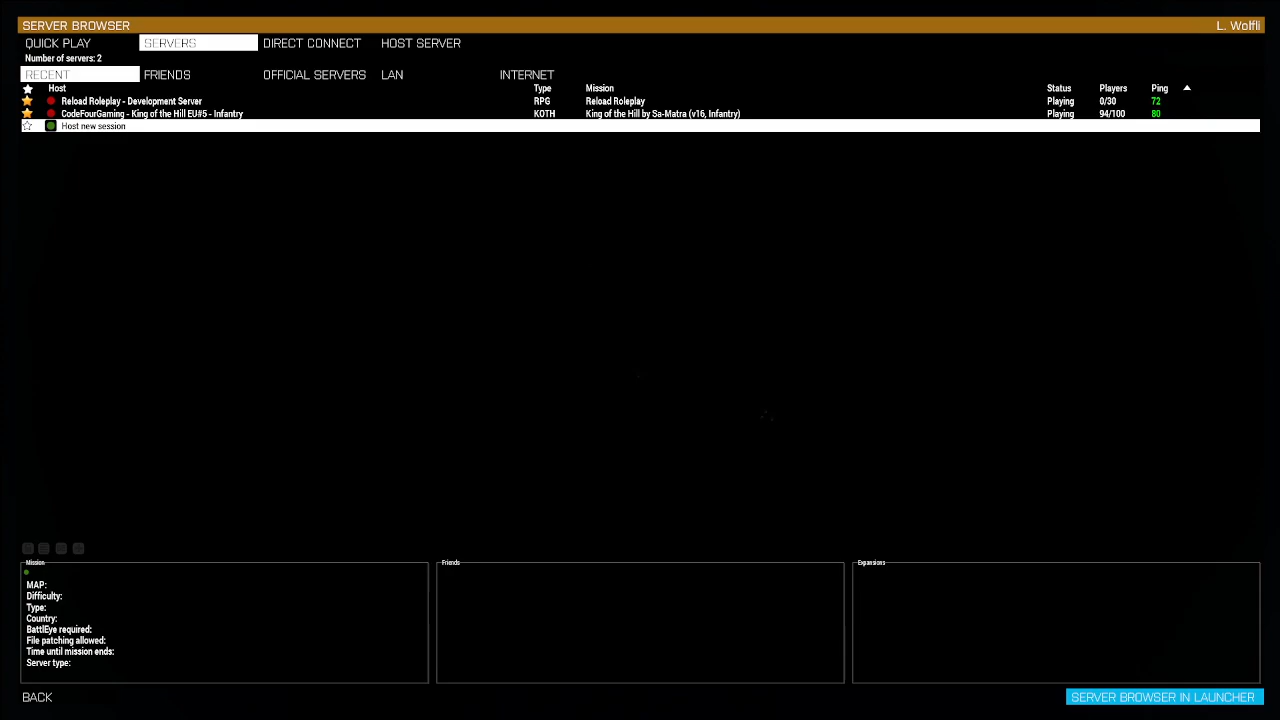 SERVER BROWSER L. Wolfli
QUICK PLAY SERVERS DIRECT CONNECT HOST SERVER
Number of servers: 2
RECENT FRIENDS OFFICIAL SERVERS LAN INTERNET
Host Type Mission Status Players Ping
Reload Roleplay - Development Server RPG Reload Roleplay Playing 0/30 72
CodeFourGaming - King of the Hill EU#5 - Infantry KOTH King of the Hill by Sa-Matra (v16, Infantry) Playing 94/100 80
Host new session
Mission Friends Expansions
MAP:
Difficulty:
Type:
Country:
BattlEye required:
File patching allowed:
Time until mission ends:
Server type:
BACK SERVER BROWSER IN LAUNCHER